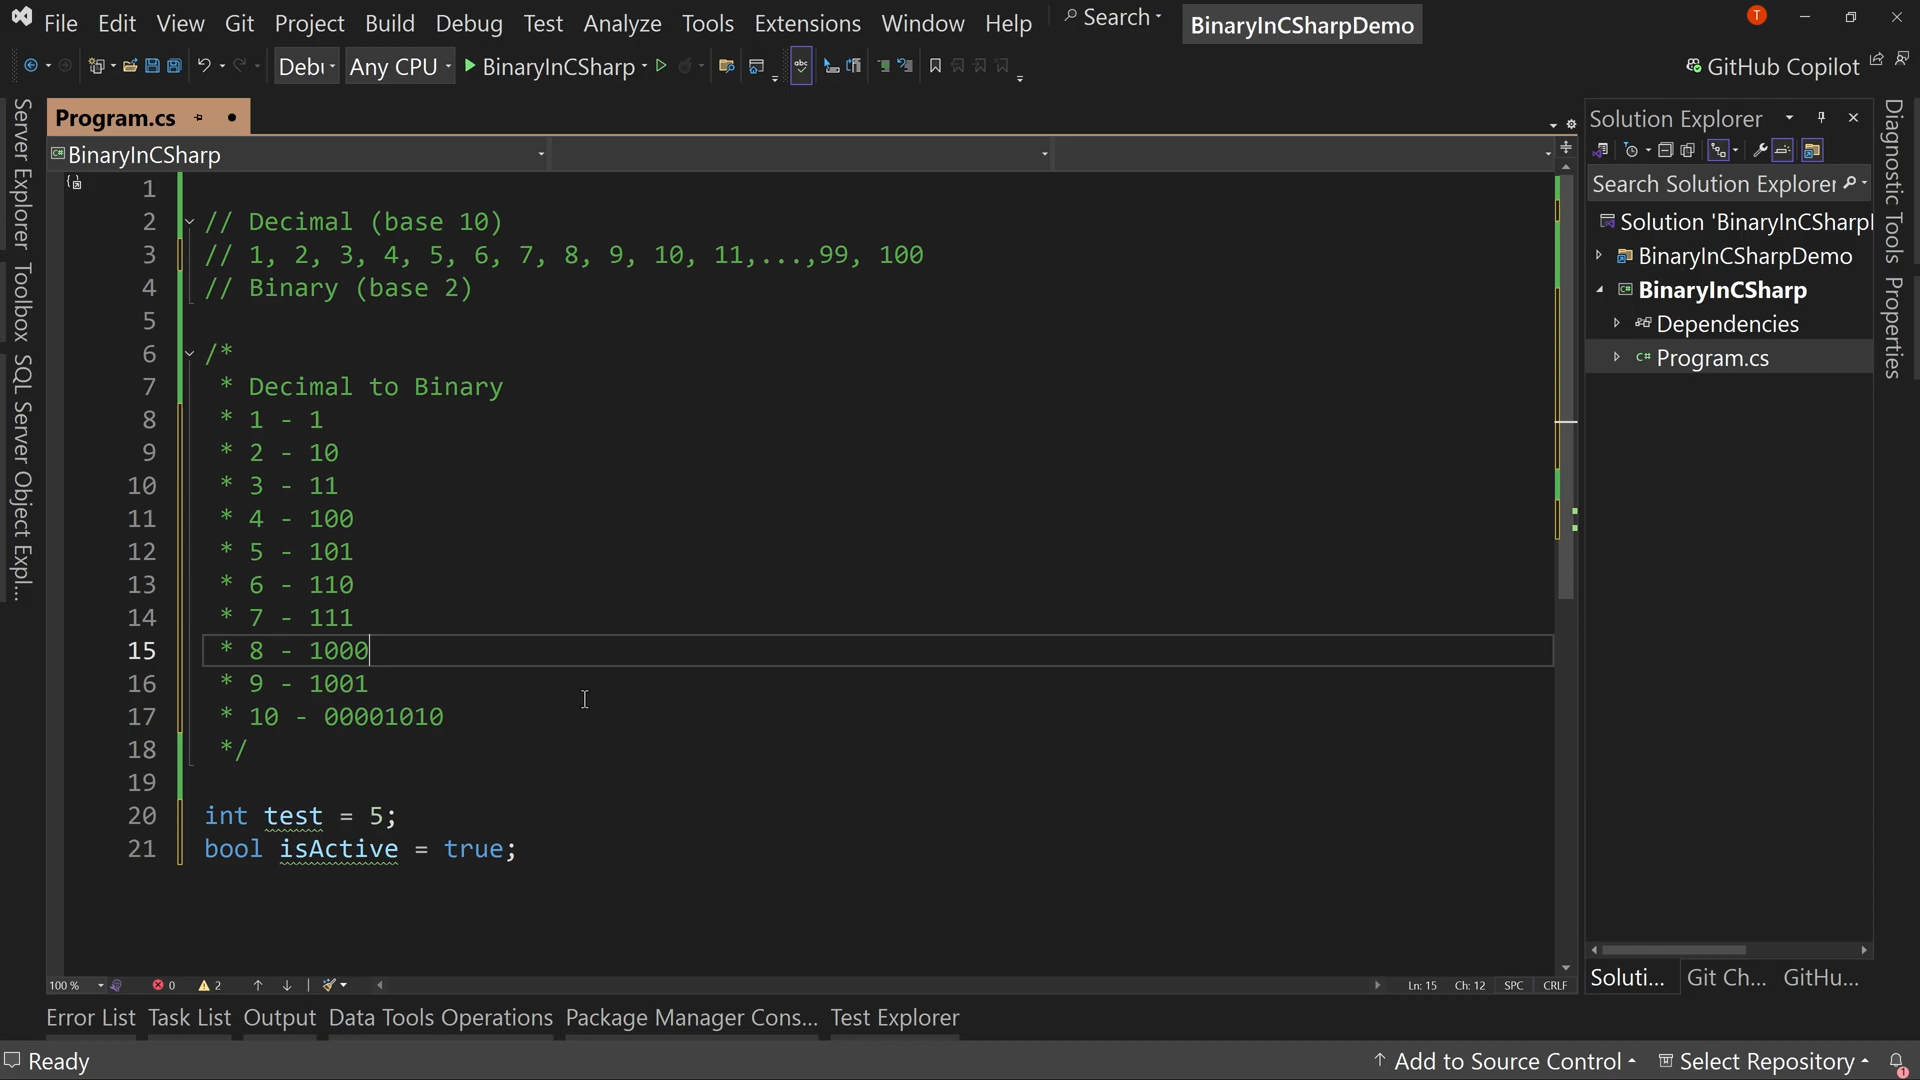 File Edit View Git Project Build Debug Test Analyze Tools Extensions Window Help Search BinaryInCSharpDemo T
Any CPU BinaryInCSharp GitHub Copilot
Program.cs
BinaryInCSharp
Server Explorer
Toolbox
SQL Server Object Expl...
1
2 // Decimal (base 10)
3 // 1, 2, 3, 4, 5, 6, 7, 8, 9, 10, 11,...,99, 100
4 // Binary (base 2)
5
6 /*
7 * Decimal to Binary
8 * 1 - 1
9 * 2 - 10
10 * 3 - 11
11 * 4 - 100
12 * 5 - 101
13 * 6 - 110
14 * 7 - 111
15 * 8 - 1000
16 * 9 - 1001
17 * 10 - 00001010
18 */
19
20 int test = 5;
21 bool isActive = true;
100 % 0 2 Ln: 15 Ch: 12 SPC CRLF
Solution Explorer
Search Solution Explorer
Solution 'BinaryInCSharp
BinaryInCSharpDemo
BinaryInCSharp
Dependencies
C# Program.cs
Soluti... Git Ch... GitHu...
Diagnostic Tools
Properties
Error List Task List Output Data Tools Operations Package Manager Cons... Test Explorer
Ready Add to Source Control Select Repository 1